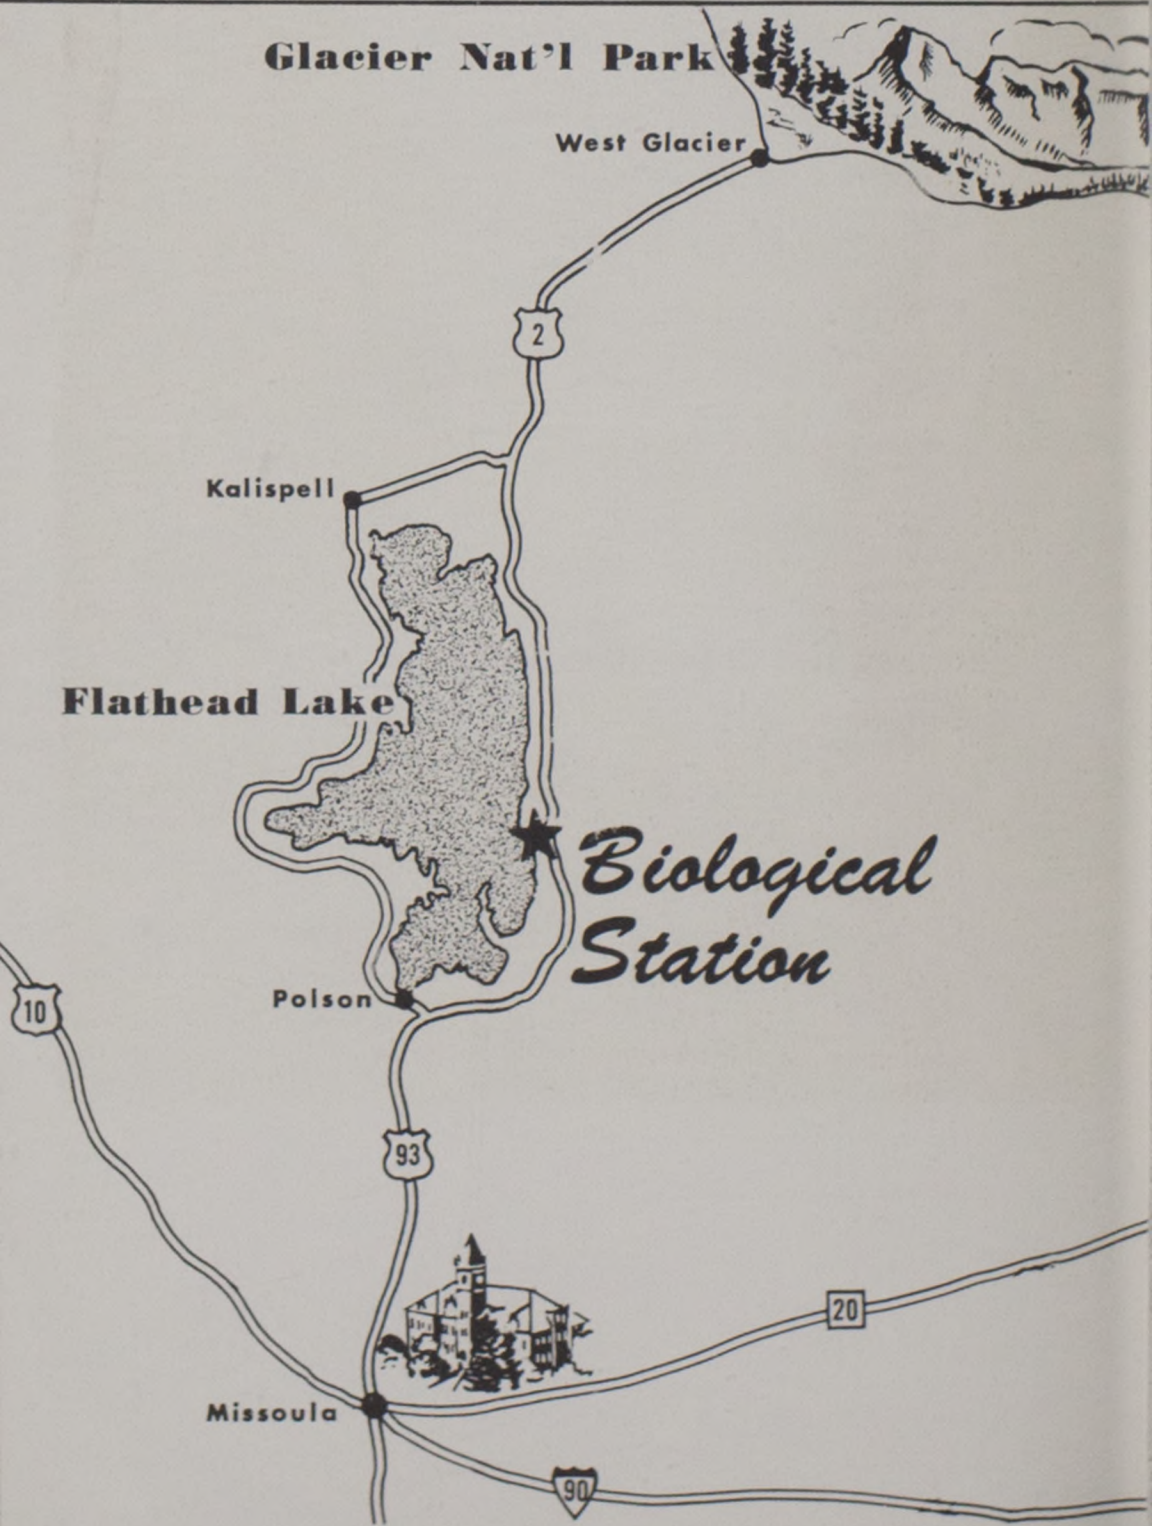 Glacier Nat'l Park
West Glacier
2
Kalispell
Flathead Lake
Biological
Station
Polson
10
93
20
Missoula
90